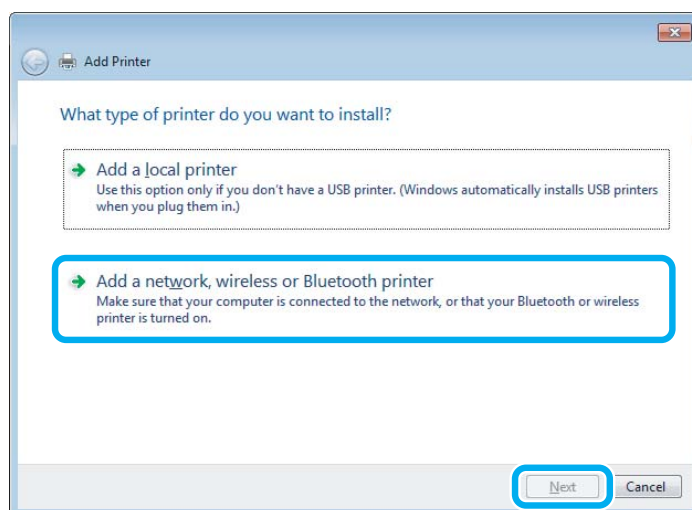 Add Printer
What type of printer do you want to install?
Add a local printer
Use this option only if you don't have a USB printer. (Windows automatically installs USB printers
when you plug them in.)
Add a network, wireless or Bluetooth printer
Make sure that your computer is connected to the network, or that your Bluetooth or wireless
printer is turned on.
Next Cancel